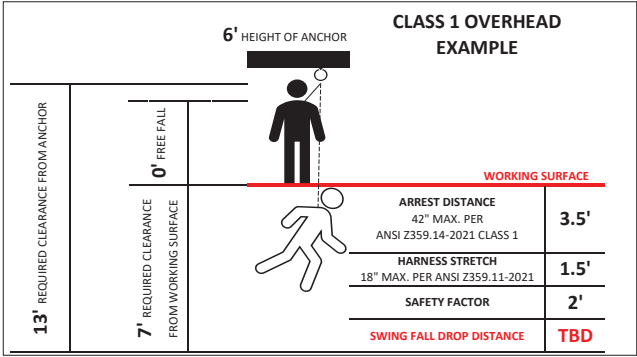 CLASS 1 OVERHEAD
EXAMPLE
6' HEIGHT OF ANCHOR
13' REQUIRED CLEARANCE FROM ANCHOR
0' FREE FALL
7' REQUIRED CLEARANCE
FROM WORKING SURFACE
WORKING SURFACE
ARREST DISTANCE
42" MAX. PER
ANSI Z359.14-2021 CLASS 1
3.5'
HARNESS STRETCH
18" MAX. PER ANSI Z359.11-2021
1.5'
SAFETY FACTOR
2'
SWING FALL DROP DISTANCE
TBD